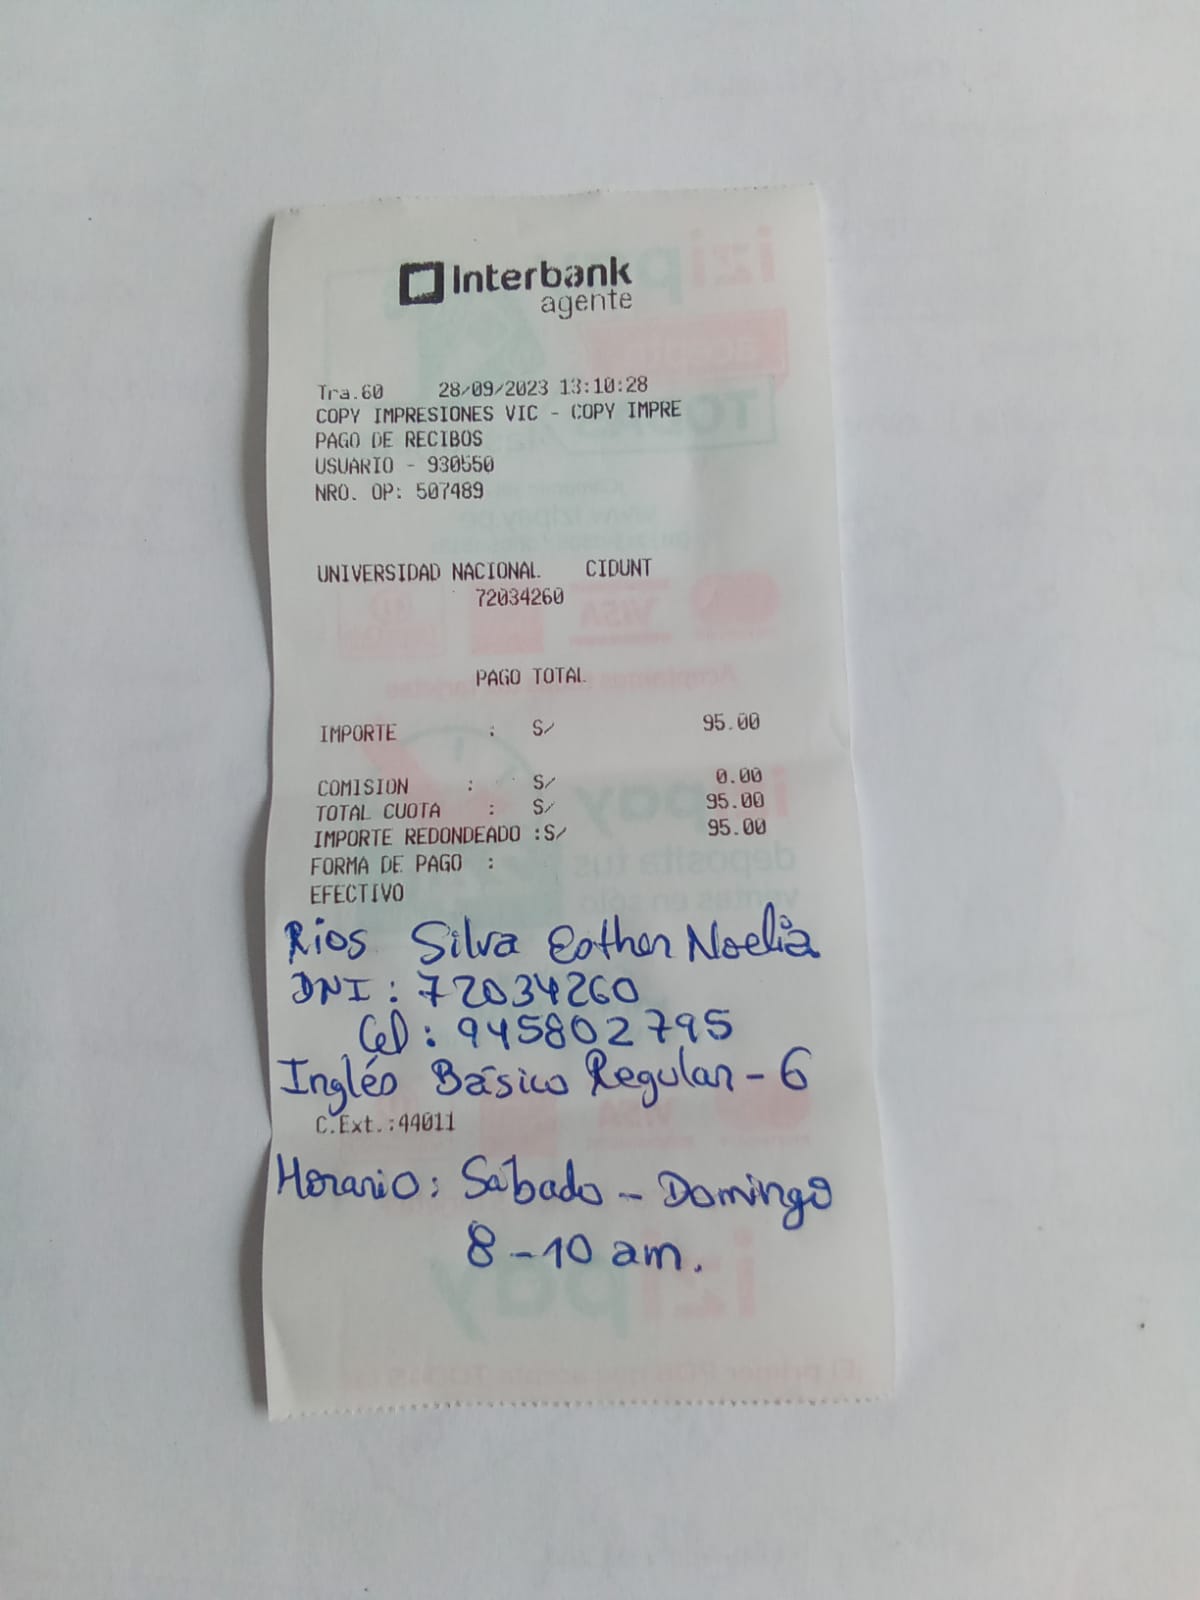 Interbank
agente
Tra.60 28/09/2023 13:10:28
COPY IMPRESIONES VIC - COPY IMPRE
PAGO DE RECIBOS
USUARIO - 930550
NRO. OP: 507489
UNIVERSIDAD NACIONAL CIDUNT
72034260
PAGO TOTAL
IMPORTE : S/ 95.00
COMISION : S/ 0.00
TOTAL CUOTA : S/ 95.00
IMPORTE REDONDEADO :S/ 95.00
FORMA DE PAGO :
EFECTIVO
Rios Silva Esther Noelia
DNI : 72034260
Cel : 945802795
Inglés Básico Regular - 6
C.Ext.:44011
Horario: Sábado - Domingo
8 - 10 am.